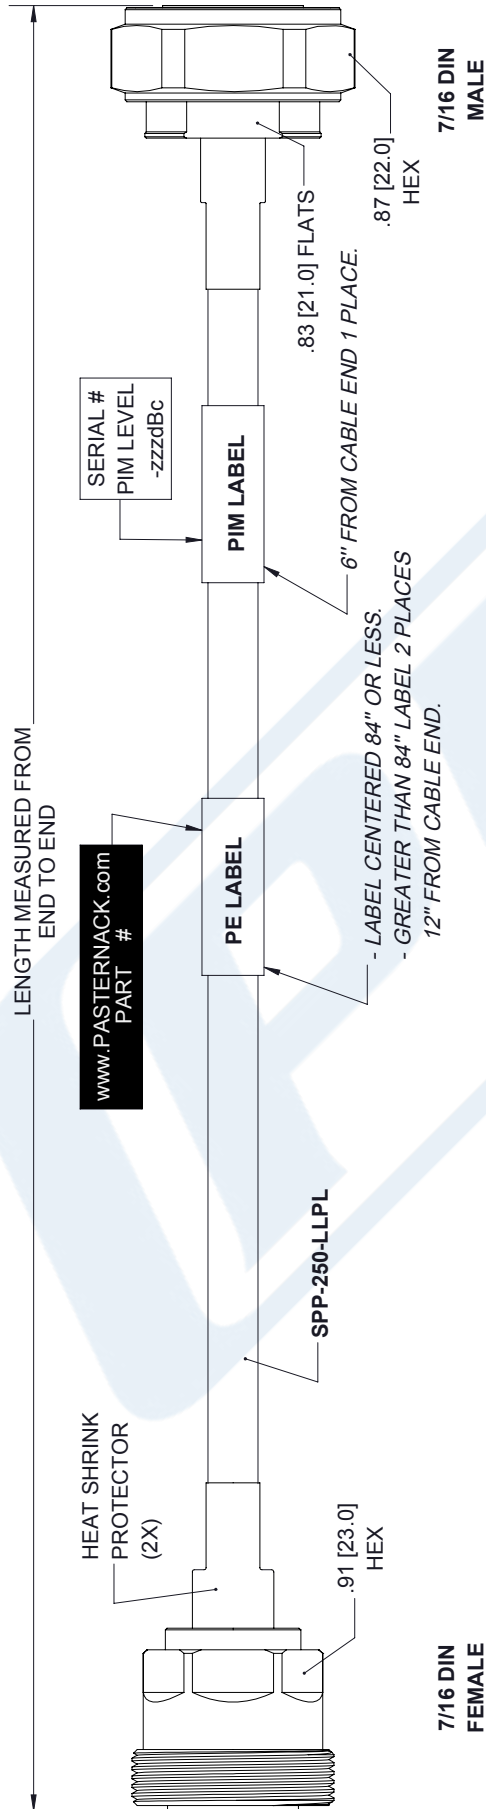 LENGTH MEASURED FROM
END TO END
HEAT SHRINK
PROTECTOR
(2X)
www.PASTERNACK.com
PART #
SERIAL #
PIM LEVEL
-zzzdBc
PE LABEL
PIM LABEL
.91 [23.0]
HEX
SPP-250-LLPL
- LABEL CENTERED 84" OR LESS.
- GREATER THAN 84" LABEL 2 PLACES
12" FROM CABLE END.
6" FROM CABLE END 1 PLACE.
.83 [21.0] FLATS
.87 [22.0]
HEX
7/16 DIN
FEMALE
7/16 DIN
MALE